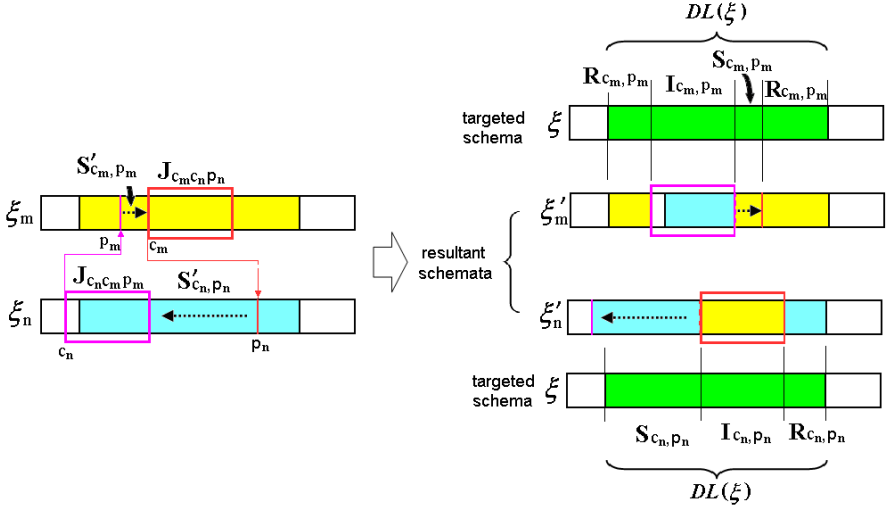 DL(ξ)
S_{c_m, p_m}
R_{c_m, p_m} I_{c_m, p_m} R_{c_m, p_m}
targeted schema ξ
S'_{c_m, p_m} J_{c_m c_n p_n}
ξ_m
p_m c_m
ξ'_m
resultant schemata
J_{c_n c_m p_m} S'_{c_n, p_n}
ξ_n
c_n p_n
ξ'_n
targeted schema ξ
S_{c_n, p_n} I_{c_n, p_n} R_{c_n, p_n}
DL(ξ)